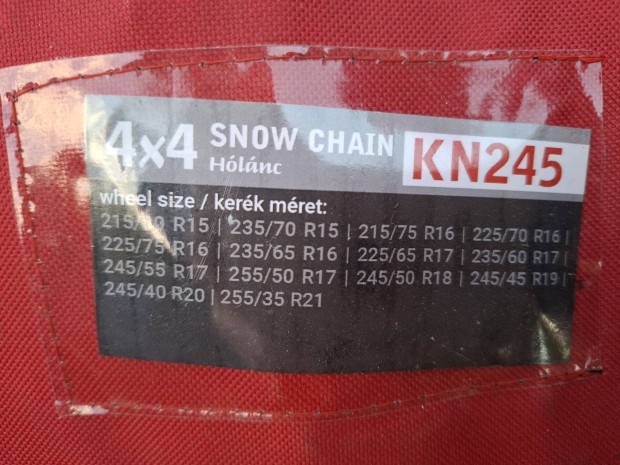 4x4 SNOW CHAIN KN245
Hólánc
wheel size / kerék méret:
R15 | 235/70 R15 | 215/75 R16 | 225/70 R16 |
225/75 R16 | 235/65 R16 | 225/65 R17 | 235/60 R17 |
245/55 R17 | 255/50 R17 | 245/50 R18 | 245/45 R19 |
245/40 R20 | 255/35 R21